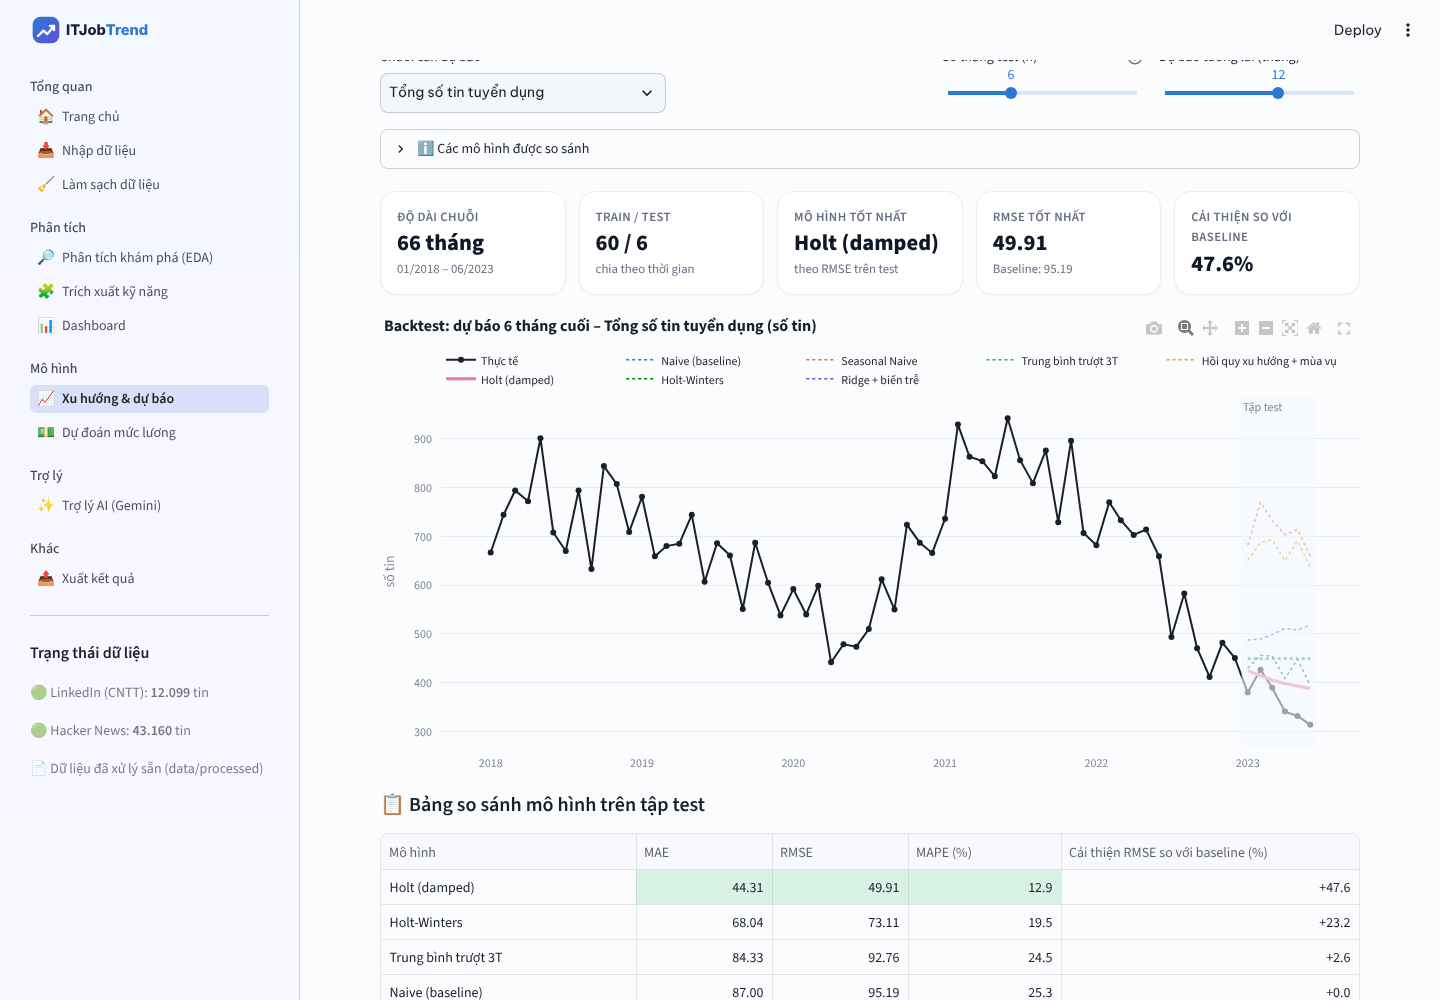 ITJobTrend
Deploy
Tổng quan
Trang chủ
Nhập dữ liệu
Làm sạch dữ liệu
Phân tích
Phân tích khám phá (EDA)
Trích xuất kỹ năng
Dashboard
Mô hình
Xu hướng & dự báo
Dự đoán mức lương
Trợ lý
Trợ lý AI (Gemini)
Khác
Xuất kết quả
Trạng thái dữ liệu
LinkedIn (CNTT): 12.099 tin
Hacker News: 43.160 tin
Dữ liệu đã xử lý sẵn (data/processed)
6
12
Tổng số tin tuyển dụng
Các mô hình được so sánh
ĐỘ DÀI CHUỖI
66 tháng
01/2018 – 06/2023
TRAIN / TEST
60 / 6
chia theo thời gian
MÔ HÌNH TỐT NHẤT
Holt (damped)
theo RMSE trên test
RMSE TỐT NHẤT
49.91
Baseline: 95.19
CẢI THIỆN SO VỚI
BASELINE
47.6%
Backtest: dự báo 6 tháng cuối – Tổng số tin tuyển dụng (số tin)
Thực tế
Naive (baseline)
Seasonal Naive
Trung bình trượt 3T
Hồi quy xu hướng + mùa vụ
Holt (damped)
Holt-Winters
Ridge + biến trễ
Tập test
số tin
900
800
700
600
500
400
300
2018 2019 2020 2021 2022 2023
Bảng so sánh mô hình trên tập test
Mô hình MAE RMSE MAPE (%) Cải thiện RMSE so với baseline (%)
Holt (damped) 44.31 49.91 12.9 +47.6
Holt-Winters 68.04 73.11 19.5 +23.2
Trung bình trượt 3T 84.33 92.76 24.5 +2.6
Naive (baseline) 87.00 95.19 25.3 +0.0